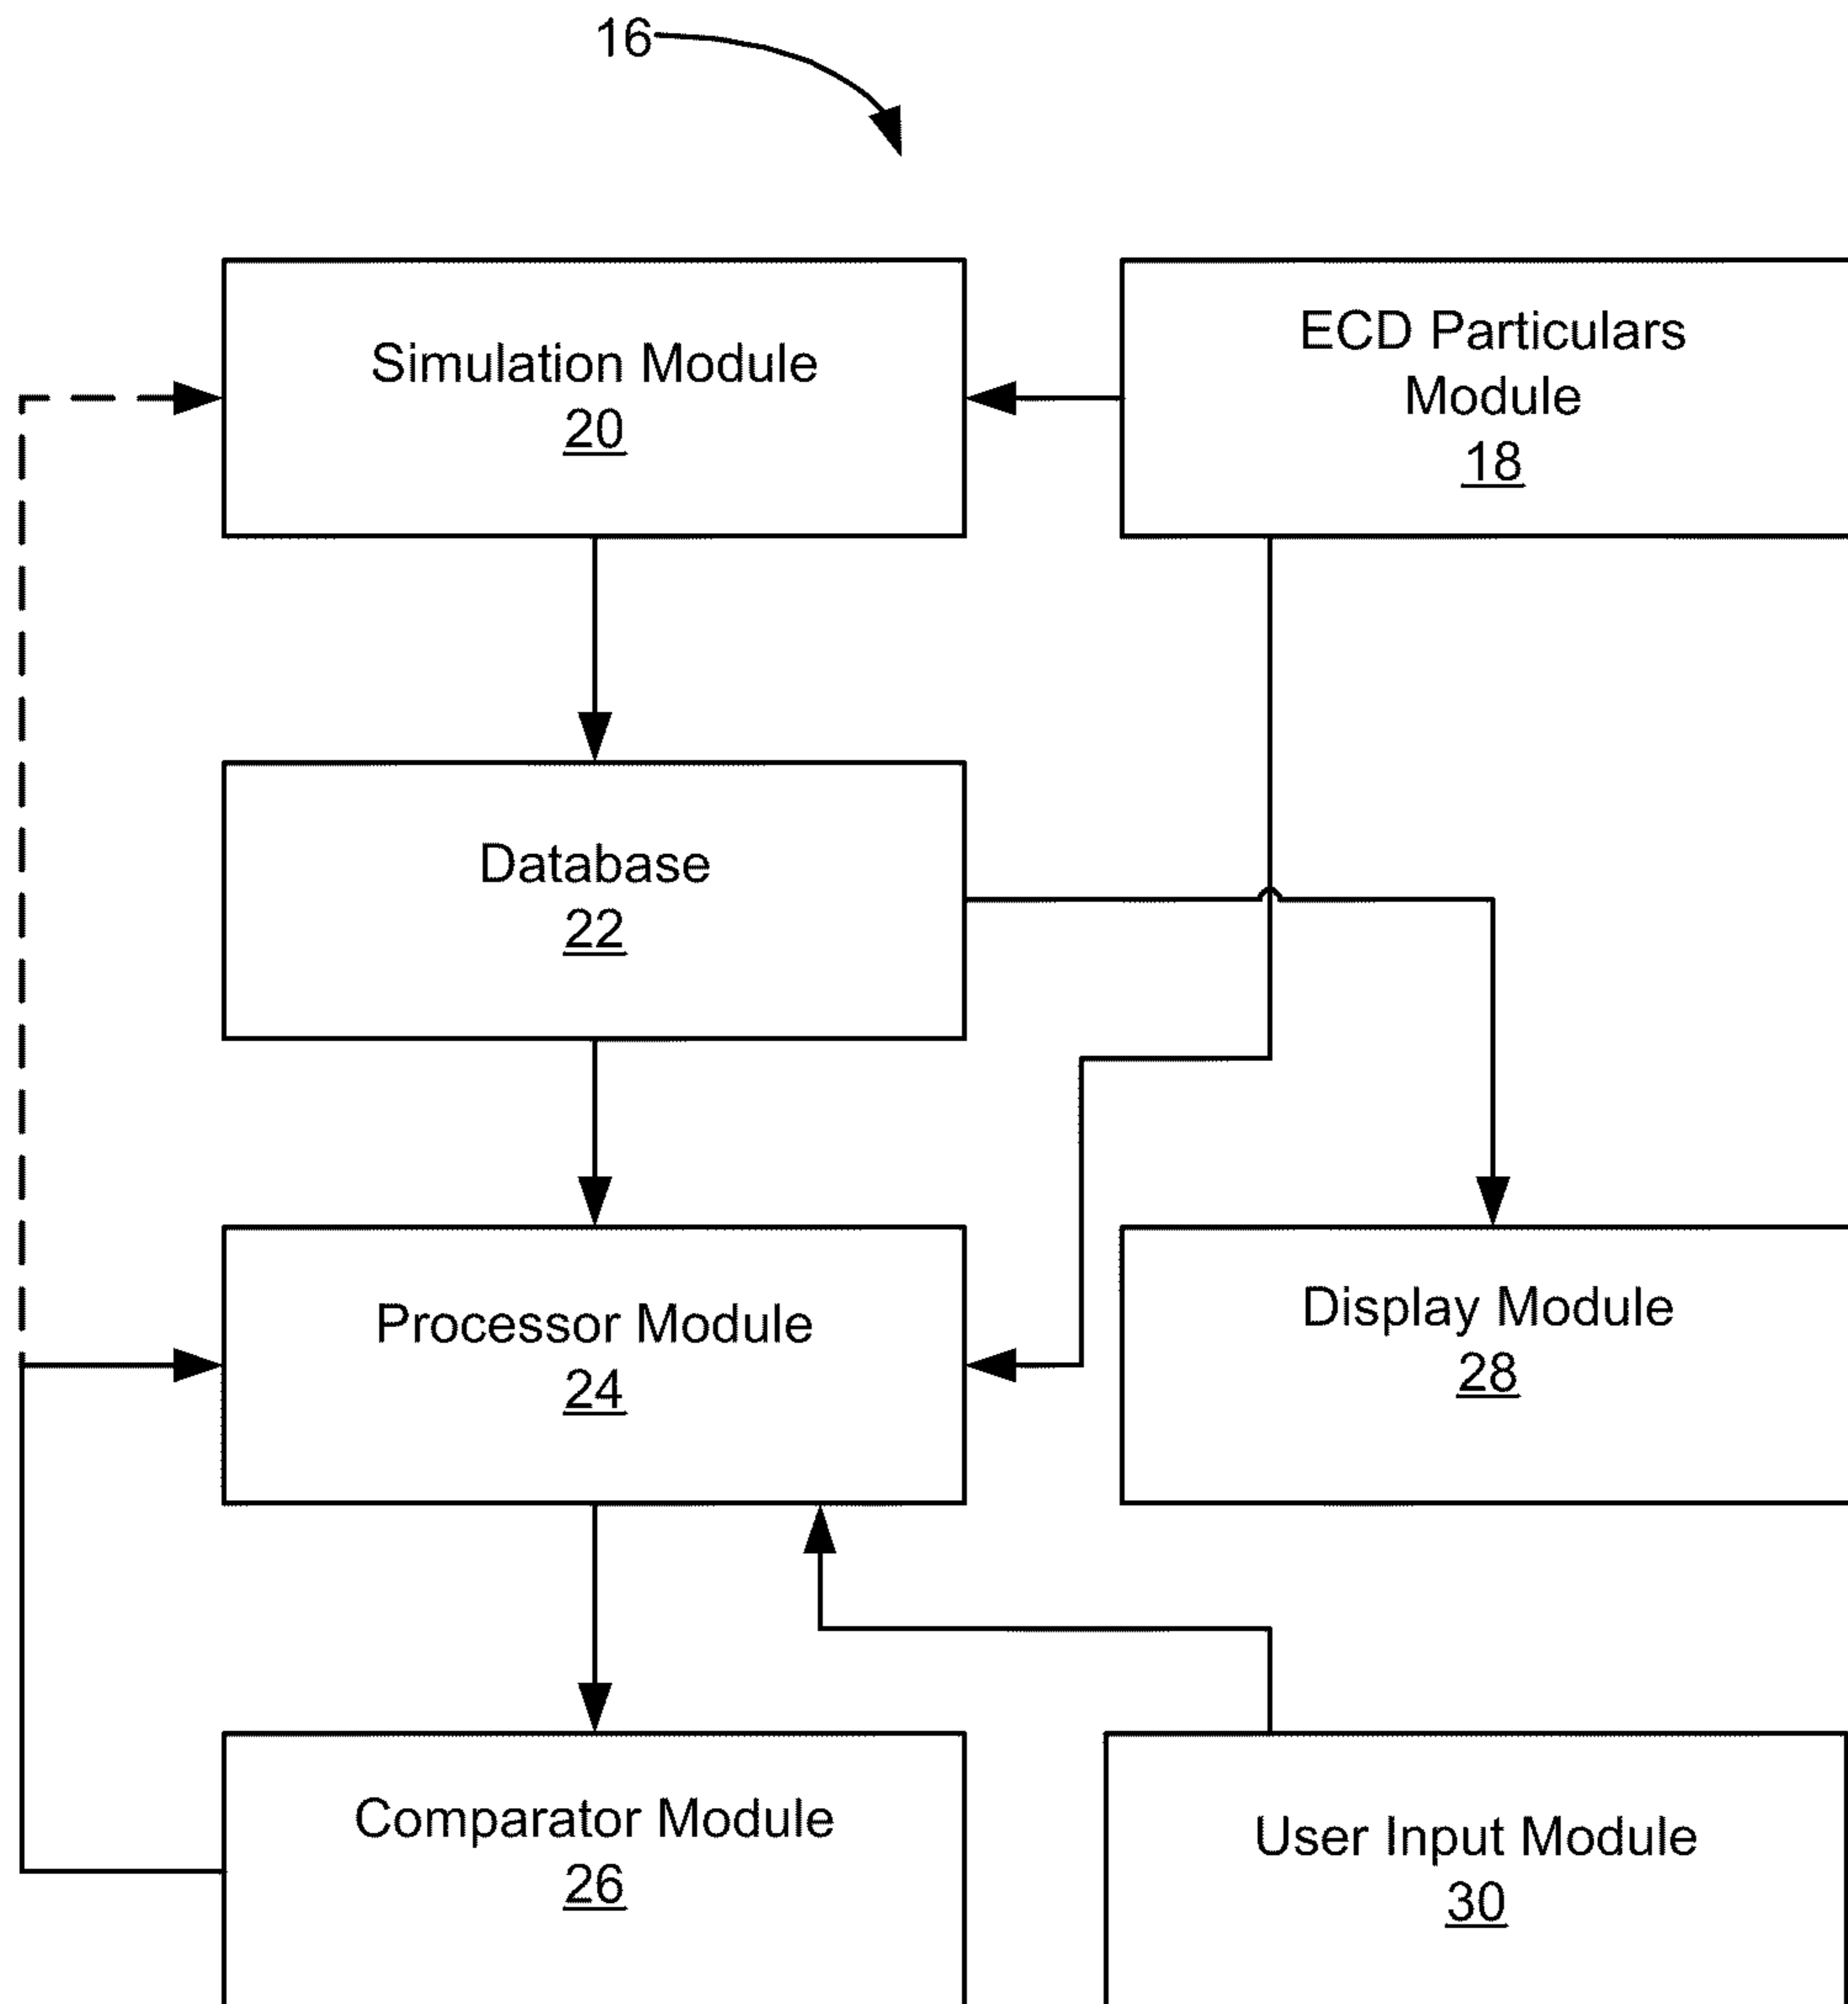 16
Simulation Module
20
ECD Particulars
Module
18
Database
22
Processor Module
24
Display Module
28
Comparator Module
26
User Input Module
30